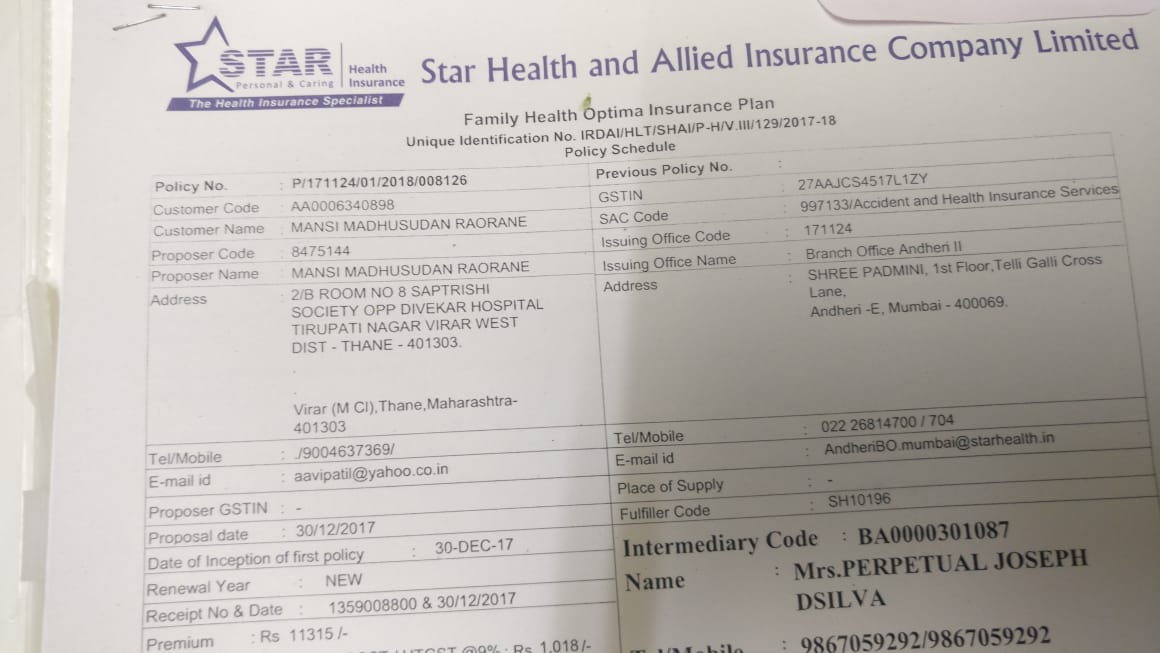 STAR
Health
Insurance
Personal & Caring
The Health Insurance Specialist
Star Health and Allied Insurance Company Limited
Family Health Optima Insurance Plan
Unique Identification No. IRDAI/HLT/SHAI/P-H/V.III/129/2017-18
Policy Schedule
Policy No. : P/171124/01/2018/008126
Customer Code : AA0006340898
Customer Name : MANSI MADHUSUDAN RAORANE
Proposer Code : 8475144
Proposer Name : MANSI MADHUSUDAN RAORANE
Address : 2/B ROOM NO 8 SAPTRISHI
SOCIETY OPP DIVEKAR HOSPITAL
TIRUPATI NAGAR VIRAR WEST
DIST - THANE - 401303.
.
Virar (M Cl),Thane,Maharashtra-
401303
Tel/Mobile : ./9004637369/
E-mail id : aavipatil@yahoo.co.in
Proposer GSTIN : -
Proposal date : 30/12/2017
Date of Inception of first policy : 30-DEC-17
Renewal Year : NEW
Receipt No & Date : 1359008800 & 30/12/2017
Premium : Rs 11315 /-
@9% : Rs 1,018/-
Previous Policy No. :
GSTIN : 27AAJCS4517L1ZY
SAC Code : 997133/Accident and Health Insurance Services
Issuing Office Code : 171124
Issuing Office Name : Branch Office Andheri II
Address : SHREE PADMINI, 1st Floor,Telli Galli Cross
Lane,
Andheri -E, Mumbai - 400069.
Tel/Mobile : 022 26814700 / 704
E-mail id : AndheriBO.mumbai@starhealth.in
Place of Supply : -
Fulfiller Code : SH10196
Intermediary Code : BA0000301087
Name : Mrs.PERPETUAL JOSEPH
DSILVA
Tel/Mobile : 9867059292/9867059292